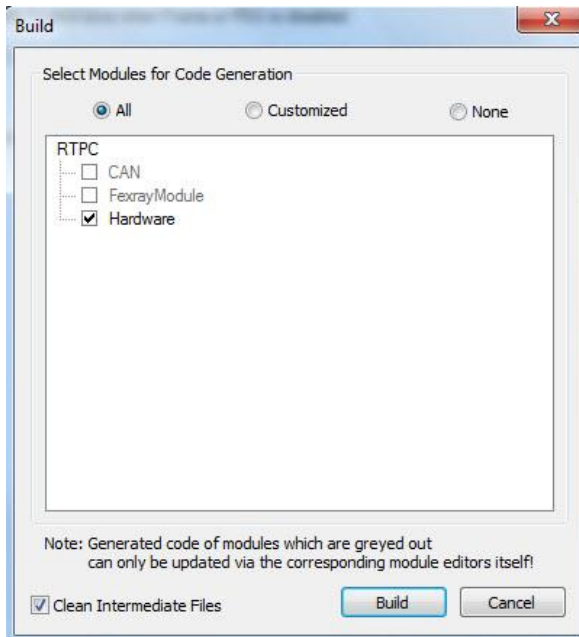 Build
Select Modules for Code Generation
All Customized None
RTPC
CAN
FexrayModule
Hardware
Note: Generated code of modules which are greyed out
can only be updated via the corresponding module editors itself!
Clean Intermediate Files Build Cancel